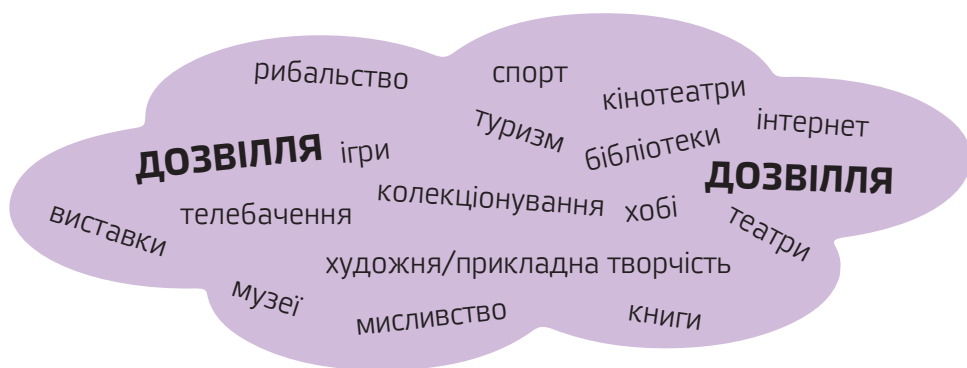 рибальство
спорт
кінотеатри
туризм
інтернет
ДОЗВІЛЛЯ
ігри
бібліотеки
ДОЗВІЛЛЯ
колекціонування
хобі
виставки
телебачення
театри
художня/прикладна творчість
музеї
мисливство
книги